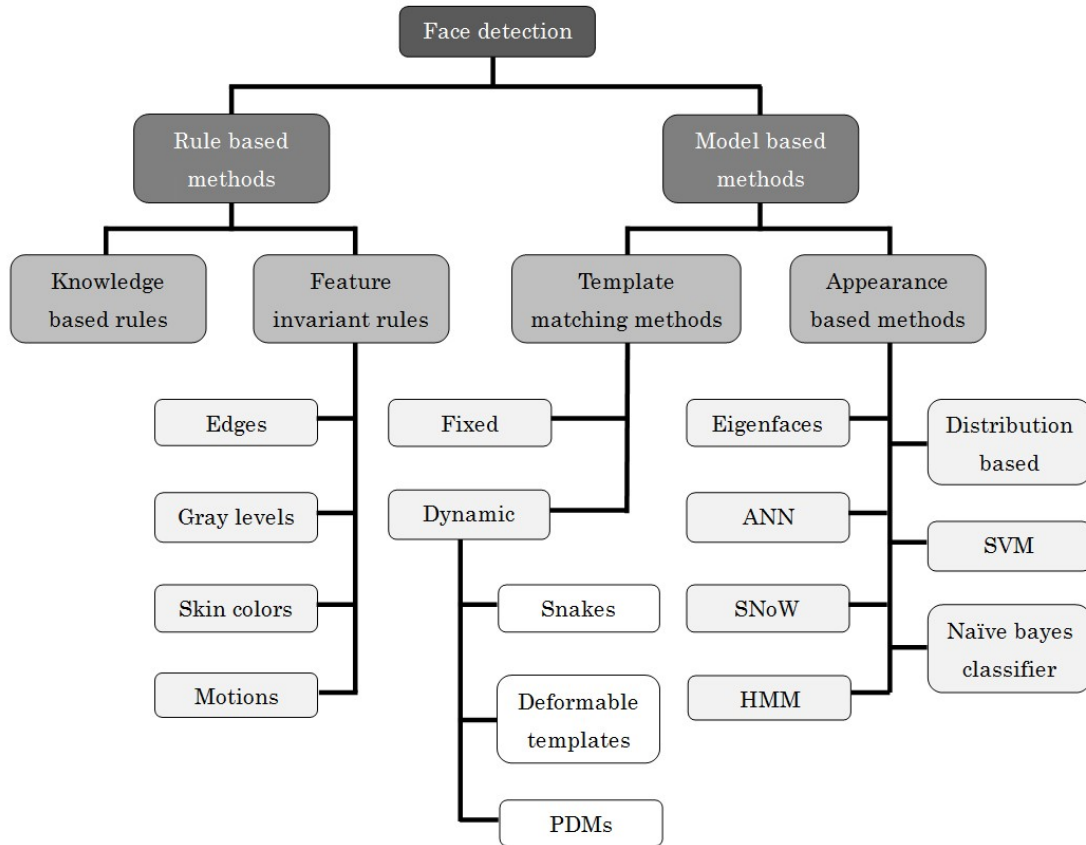 Face detection
Rule based
methods
Model based
methods
Knowledge
based rules
Feature
invariant rules
Template
matching methods
Appearance
based methods
Edges
Gray levels
Skin colors
Motions
Fixed
Dynamic
Snakes
Deformable
templates
PDMs
Eigenfaces
ANN
SNoW
HMM
Distribution
based
SVM
Naïve bayes
classifier